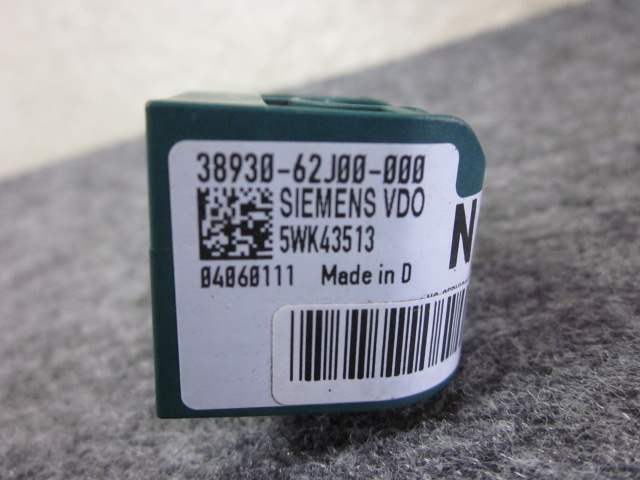 38930-62J00-000
SIEMENS VDO
5WK43513
N
04060111 Made in D